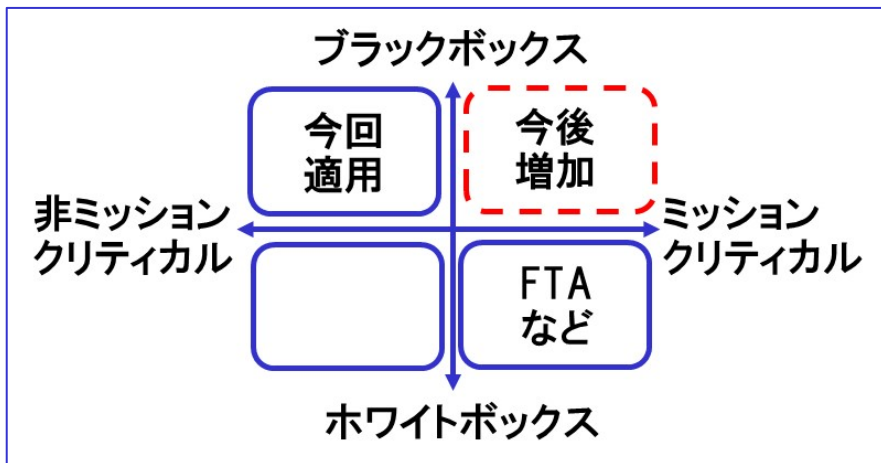 ブラックボックス
今回
適用
今後
増加
非ミッション
クリティカル
ミッション
クリティカル
FTA
など
ホワイトボックス